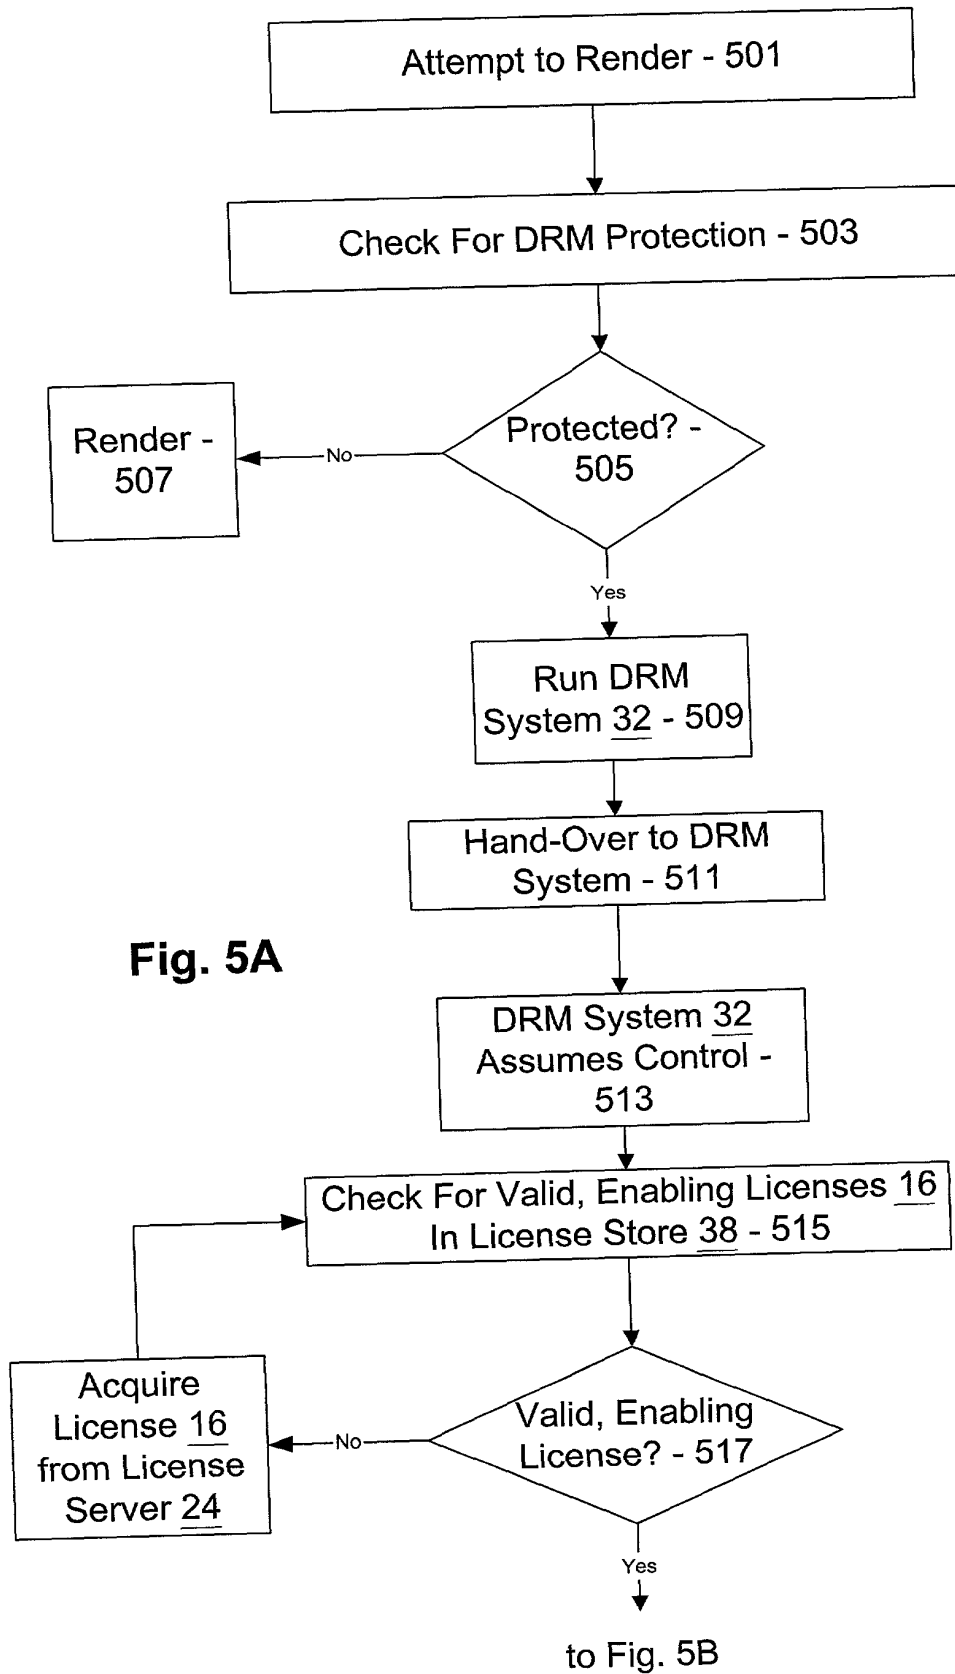 Attempt to Render - 501
Check For DRM Protection - 503
Protected? -
505
No
Render -
507
Yes
Run DRM
System 32 - 509
Hand-Over to DRM
System - 511
Fig. 5A
DRM System 32
Assumes Control -
513
Check For Valid, Enabling Licenses 16
In License Store 38 - 515
Valid, Enabling
License? - 517
No
Acquire
License 16
from License
Server 24
Yes
to Fig. 5B